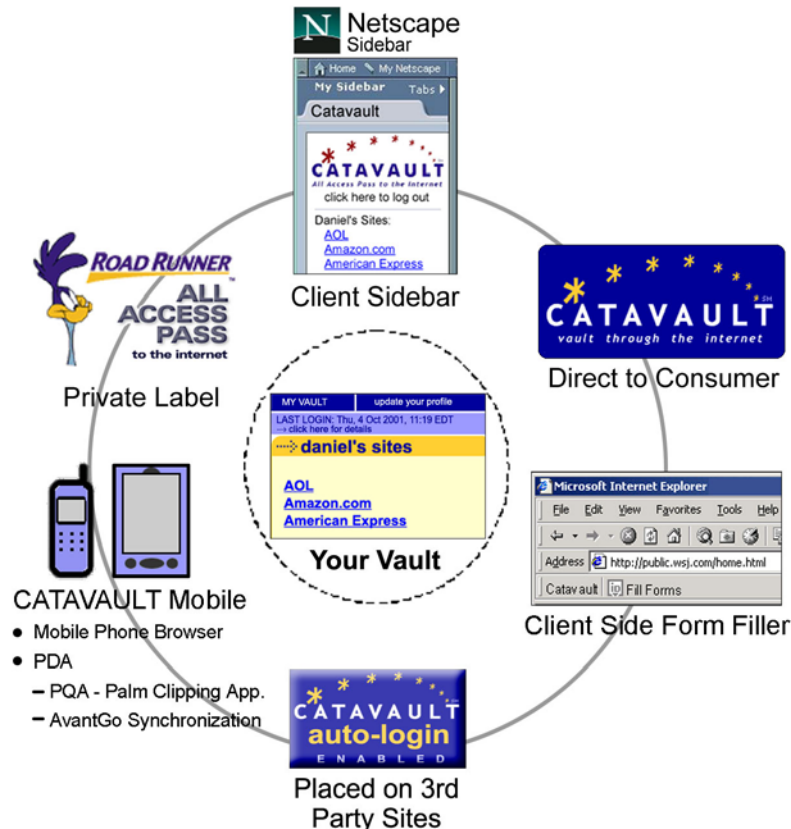 Netscape
Sidebar
Home My Netscape
My Sidebar Tabs
Catavault
CATAVAULT
All Access Pass to the Internet
click here to log out
Daniel's Sites:
AOL
Amazon.com
American Express
Client Sidebar
ROAD RUNNER™
ALL
ACCESS
PASS
to the internet
Private Label
CATAVAULT SM
vault through the internet
Direct to Consumer
MY VAULT update your profile
LAST LOGIN: Thu, 4 Oct 2001, 11:19 EDT
→ click here for details
daniel's sites
AOL
Amazon.com
American Express
Your Vault
Microsoft Internet Explorer
File Edit View Favorites Tools Help
Address http://public.wsj.com/home.html
Catavault Fill Forms
Client Side Form Filler
CATAVAULT Mobile
• Mobile Phone Browser
• PDA
– PQA - Palm Clipping App.
– AvantGo Synchronization
CATAVAULT
auto-login
ENABLED
Placed on 3rd
Party Sites